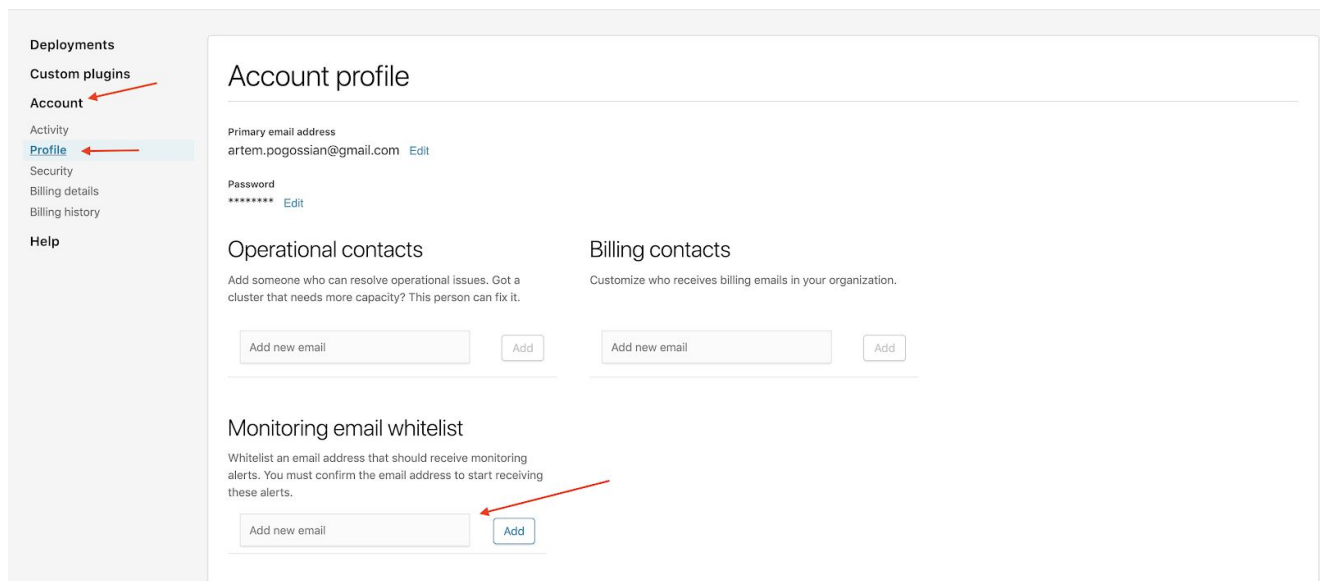 Deployments
Custom plugins
Account
Activity
Profile
Security
Billing details
Billing history
Help
Account profile
Primary email address
artem.pogossian@gmail.com Edit
Password
******** Edit
Operational contacts
Add someone who can resolve operational issues. Got a
cluster that needs more capacity? This person can fix it.
Add new email Add
Billing contacts
Customize who receives billing emails in your organization.
Add new email Add
Monitoring email whitelist
Whitelist an email address that should receive monitoring
alerts. You must confirm the email address to start receiving
these alerts.
Add new email Add